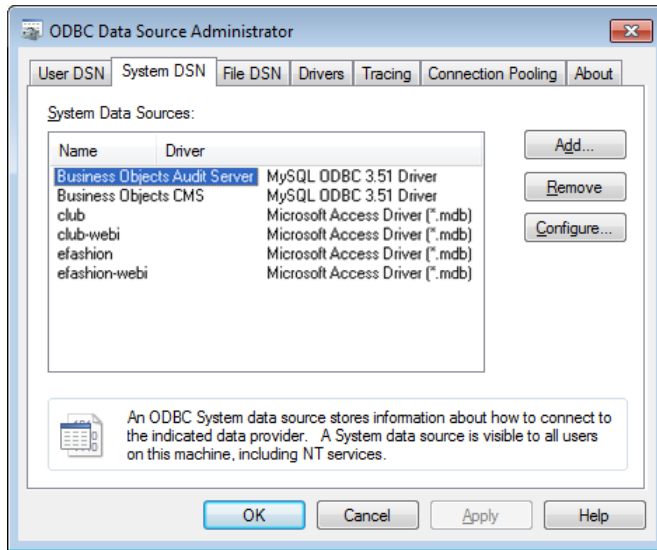 ODBC Data Source Administrator
User DSN System DSN File DSN Drivers Tracing Connection Pooling About
System Data Sources:
Name Driver
Business Objects Audit Server MySQL ODBC 3.51 Driver
Business Objects CMS MySQL ODBC 3.51 Driver
club Microsoft Access Driver (*.mdb)
club-webi Microsoft Access Driver (*.mdb)
efashion Microsoft Access Driver (*.mdb)
efashion-webi Microsoft Access Driver (*.mdb)
Add...
Remove
Configure...
An ODBC System data source stores information about how to connect to
the indicated data provider. A System data source is visible to all users
on this machine, including NT services.
OK Cancel Apply Help